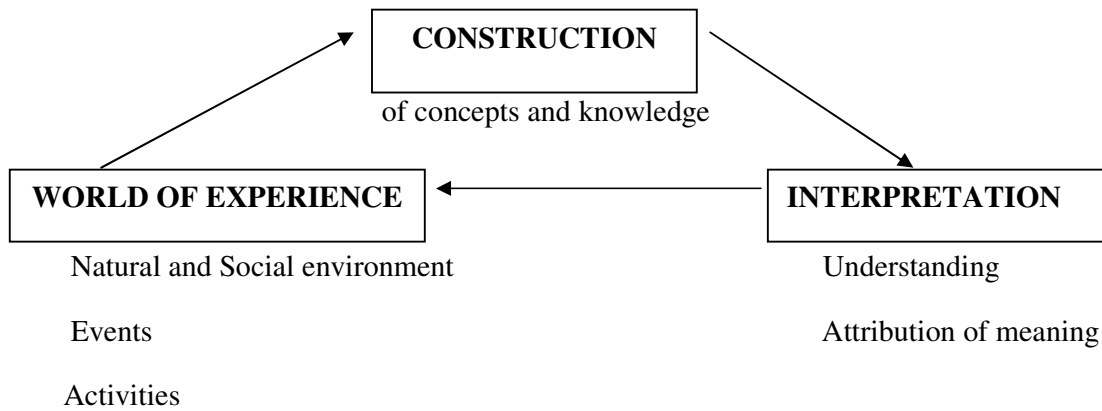 CONSTRUCTION
of concepts and knowledge
WORLD OF EXPERIENCE
INTERPRETATION
Natural and Social environment
Understanding
Events
Attribution of meaning
Activities